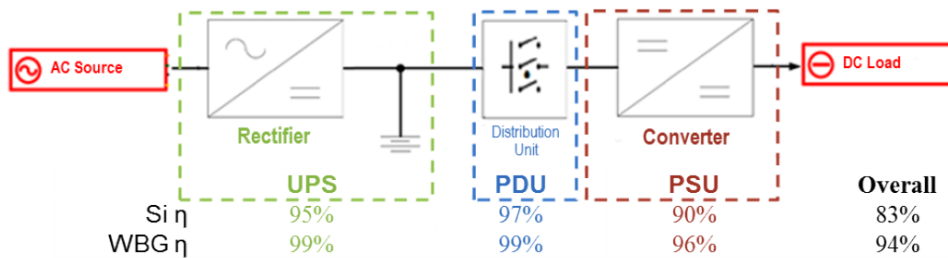 AC Source
DC Load
Rectifier
Distribution
Unit
Converter
UPS PDU PSU Overall
Si η 95% 97% 90% 83%
WBG η 99% 99% 96% 94%